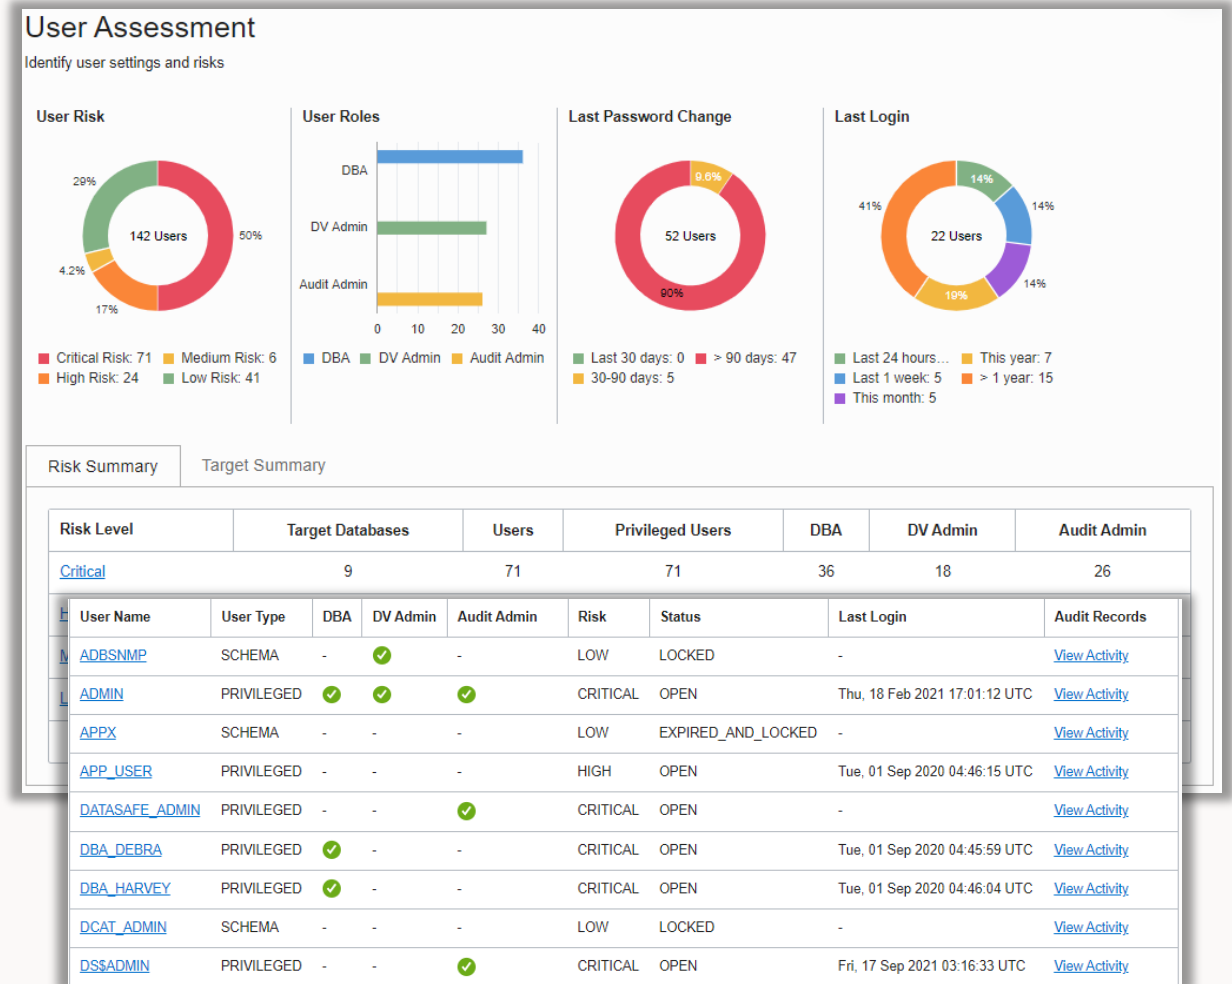 User Assessment
Identify user settings and risks
User Risk
29%
142 Users
50%
4.2%
17%
Critical Risk: 71 Medium Risk: 6
High Risk: 24 Low Risk: 41
User Roles
DBA
DV Admin
Audit Admin
0 10 20 30 40
DBA DV Admin Audit Admin
Last Password Change
9.6%
52 Users
90%
Last 30 days: 0 > 90 days: 47
30-90 days: 5
Last Login
14%
41% 14%
22 Users
14%
19%
Last 24 hours... This year: 7
Last 1 week: 5 > 1 year: 15
This month: 5
Risk Summary Target Summary
Risk Level Target Databases Users Privileged Users DBA DV Admin Audit Admin
Critical 9 71 71 36 18 26
H
M
L
User Name User Type DBA DV Admin Audit Admin Risk Status Last Login Audit Records
ADBSNMP SCHEMA - - LOW LOCKED - View Activity
ADMIN PRIVILEGED CRITICAL OPEN Thu, 18 Feb 2021 17:01:12 UTC View Activity
APPX SCHEMA - - - LOW EXPIRED_AND_LOCKED - View Activity
APP_USER PRIVILEGED - - - HIGH OPEN Tue, 01 Sep 2020 04:46:15 UTC View Activity
DATASAFE_ADMIN PRIVILEGED - - CRITICAL OPEN - View Activity
DBA_DEBRA PRIVILEGED - - CRITICAL OPEN Tue, 01 Sep 2020 04:45:59 UTC View Activity
DBA_HARVEY PRIVILEGED - - CRITICAL OPEN Tue, 01 Sep 2020 04:46:04 UTC View Activity
DCAT_ADMIN SCHEMA - - - LOW LOCKED - View Activity
DS$ADMIN PRIVILEGED - - CRITICAL OPEN Fri, 17 Sep 2021 03:16:33 UTC View Activity